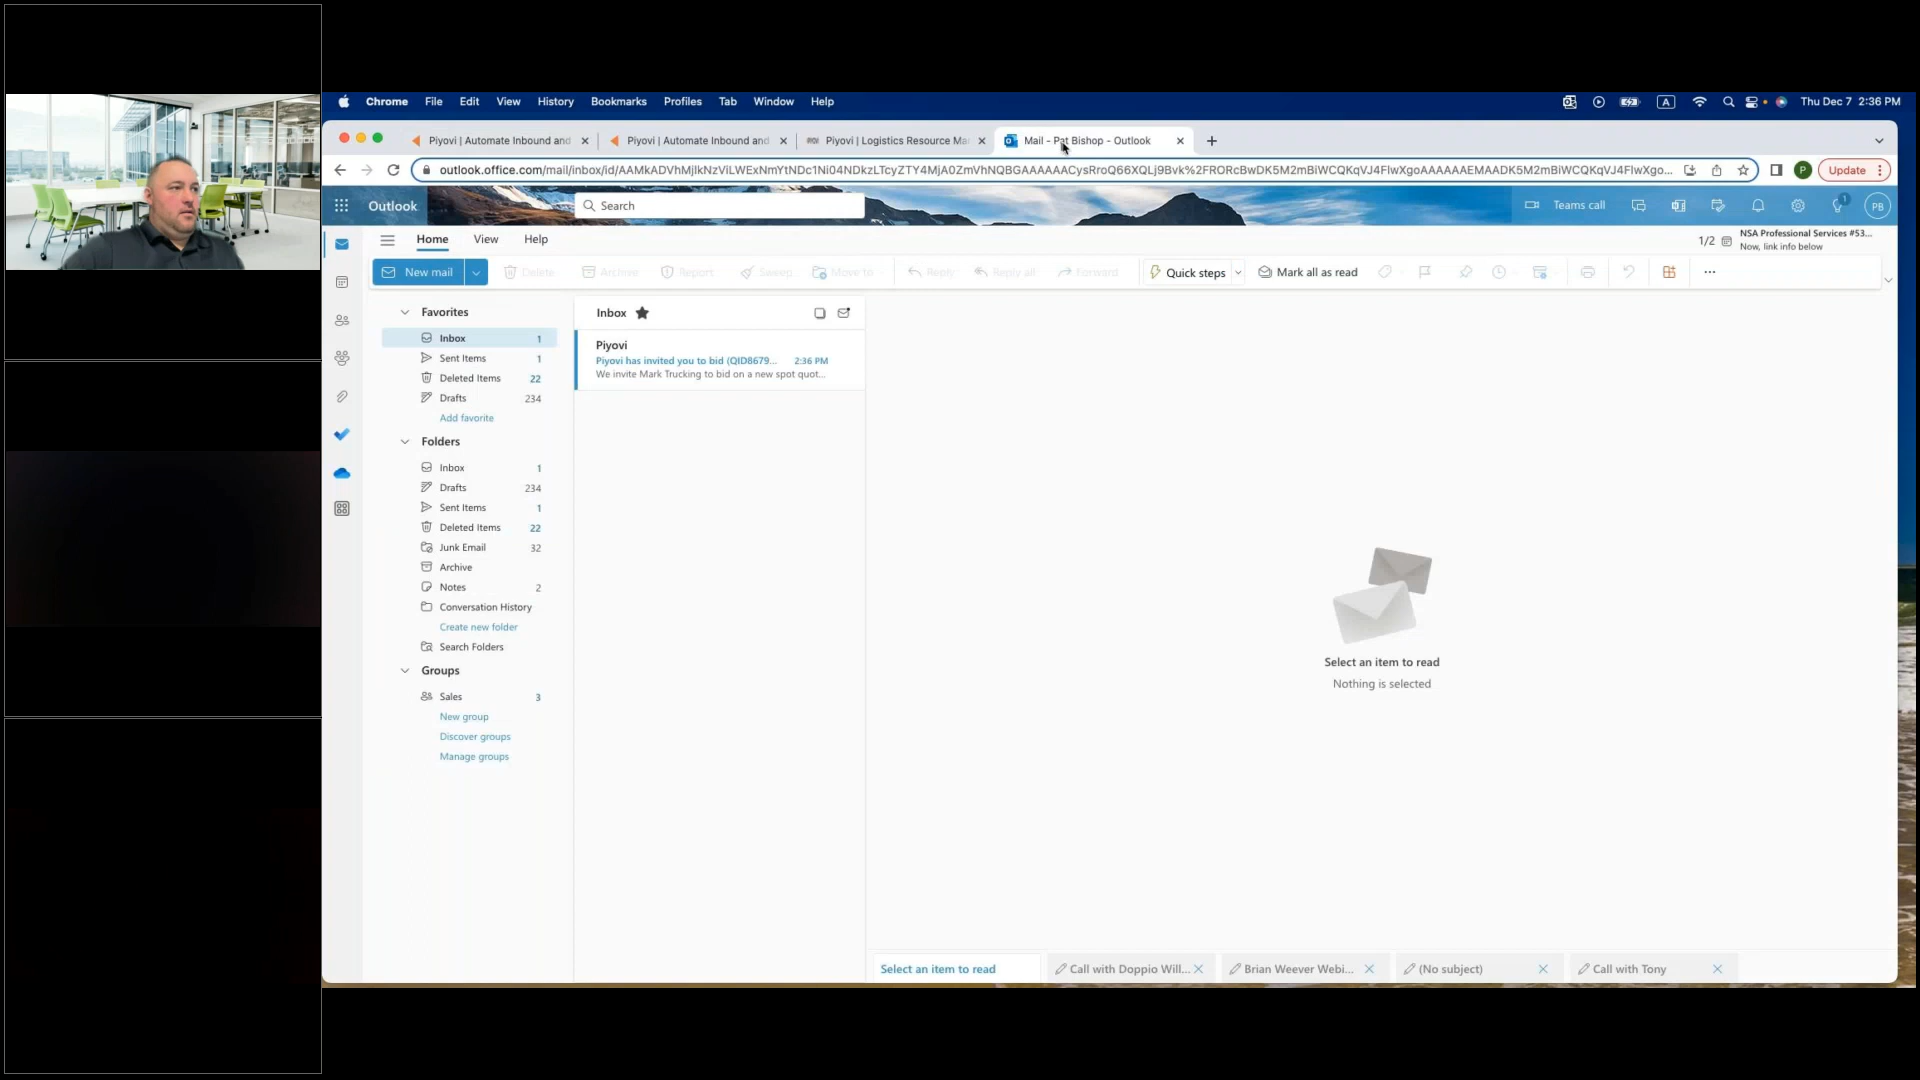 Chrome File Edit View History Bookmarks Profiles Tab Window Help
A Thu Dec 7 2:36 PM
Piyovi | Automate Inbound and
Piyovi | Automate Inbound and
Piyovi | Logistics Resource Ma
Mail - Pat Bishop - Outlook
P Update
Outlook
Search
Teams call
1
PB
Home View Help
1/2
NSA Professional Services #53...
Now, link info below
New mail
Delete
Archive
Report
Sweep
Move to
Reply
Reply all
Forward
Quick steps
Mark all as read
Favorites
Inbox 1
Sent Items 1
Deleted Items 22
Drafts 234
Add favorite
Folders
Inbox 1
Drafts 234
Sent Items 1
Deleted Items 22
Junk Email 32
Archive
Notes 2
Conversation History
Create new folder
Search Folders
Groups
Sales 3
New group
Discover groups
Manage groups
Inbox
Piyovi
Piyovi has invited you to bid (QID8679... 2:36 PM
We invite Mark Trucking to bid on a new spot quot...
Select an item to read
Nothing is selected
Select an item to read
Call with Doppio Will...
Brian Weever Webi...
(No subject)
Call with Tony